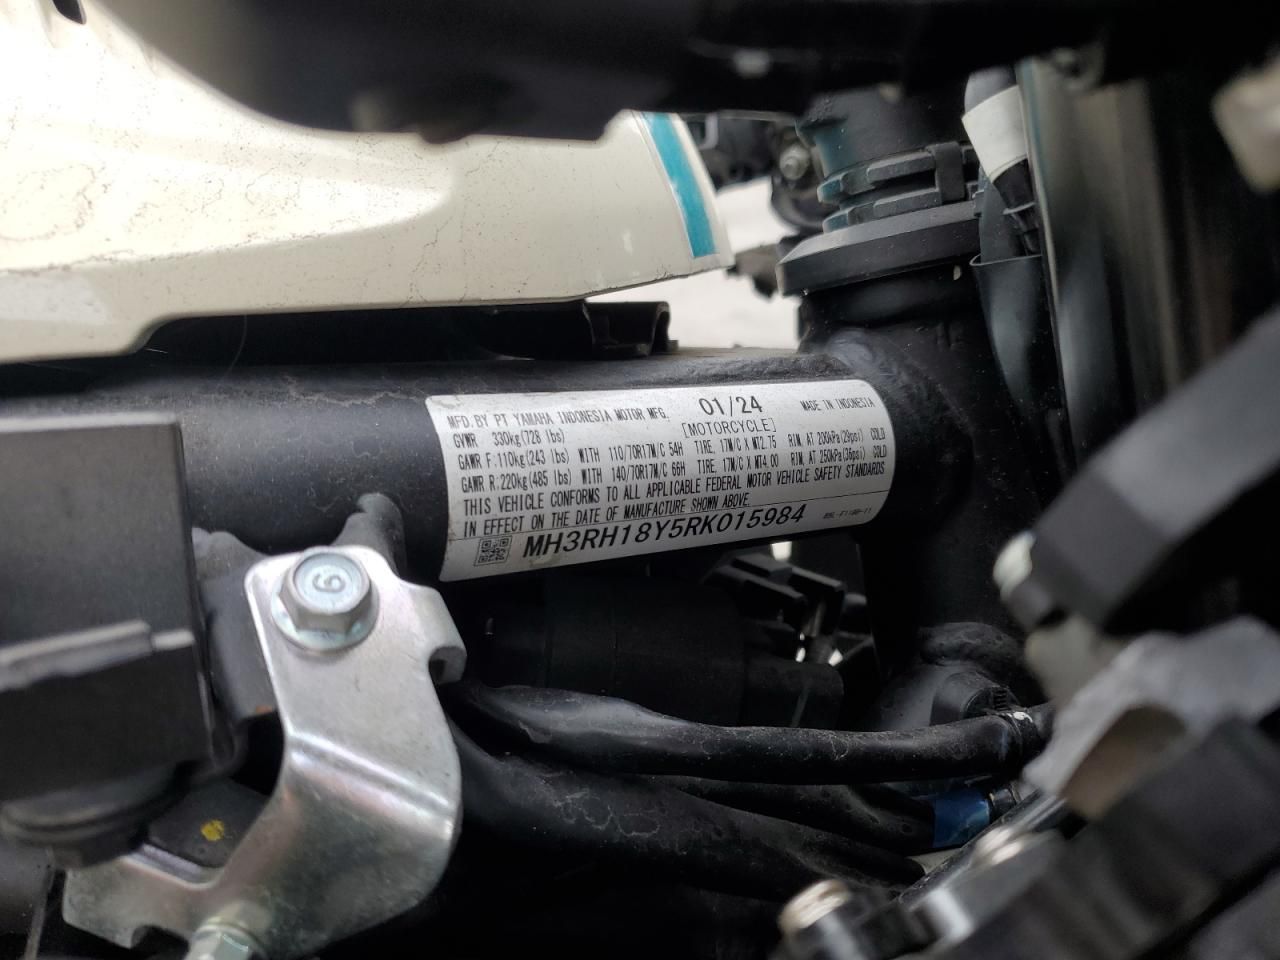 MFD. BY PT YAMAHA INDONESIA MOTOR MFG. 01/24 MADE IN INDONESIA
GVWR 330kg(728 lbs) [MOTORCYCLE]
GAWR F:110kg(243 lbs) WITH 110/70R17M/C 54H TIRE, 17M/C X MT2.75 RIM, AT 200kPa(29psi) COLD
GAWR R:220kg(485 lbs) WITH 140/70R17M/C 66H TIRE, 17M/C X MT4.00 RIM, AT 250kPa(36psi) COLD
THIS VEHICLE CONFORMS TO ALL APPLICABLE FEDERAL MOTOR VEHICLE SAFETY STANDARDS
IN EFFECT ON THE DATE OF MANUFACTURE SHOWN ABOVE.
MH3RH18Y5RK015984